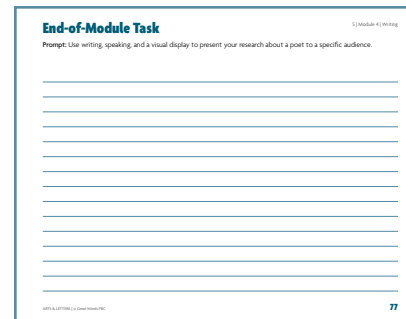 End-of-Module Task
5 | Module 4 | Writing
Prompt: Use writing, speaking, and a visual display to present your research about a poet to a specific audience.
ARTS & LETTERS | © Great Minds PBC
77